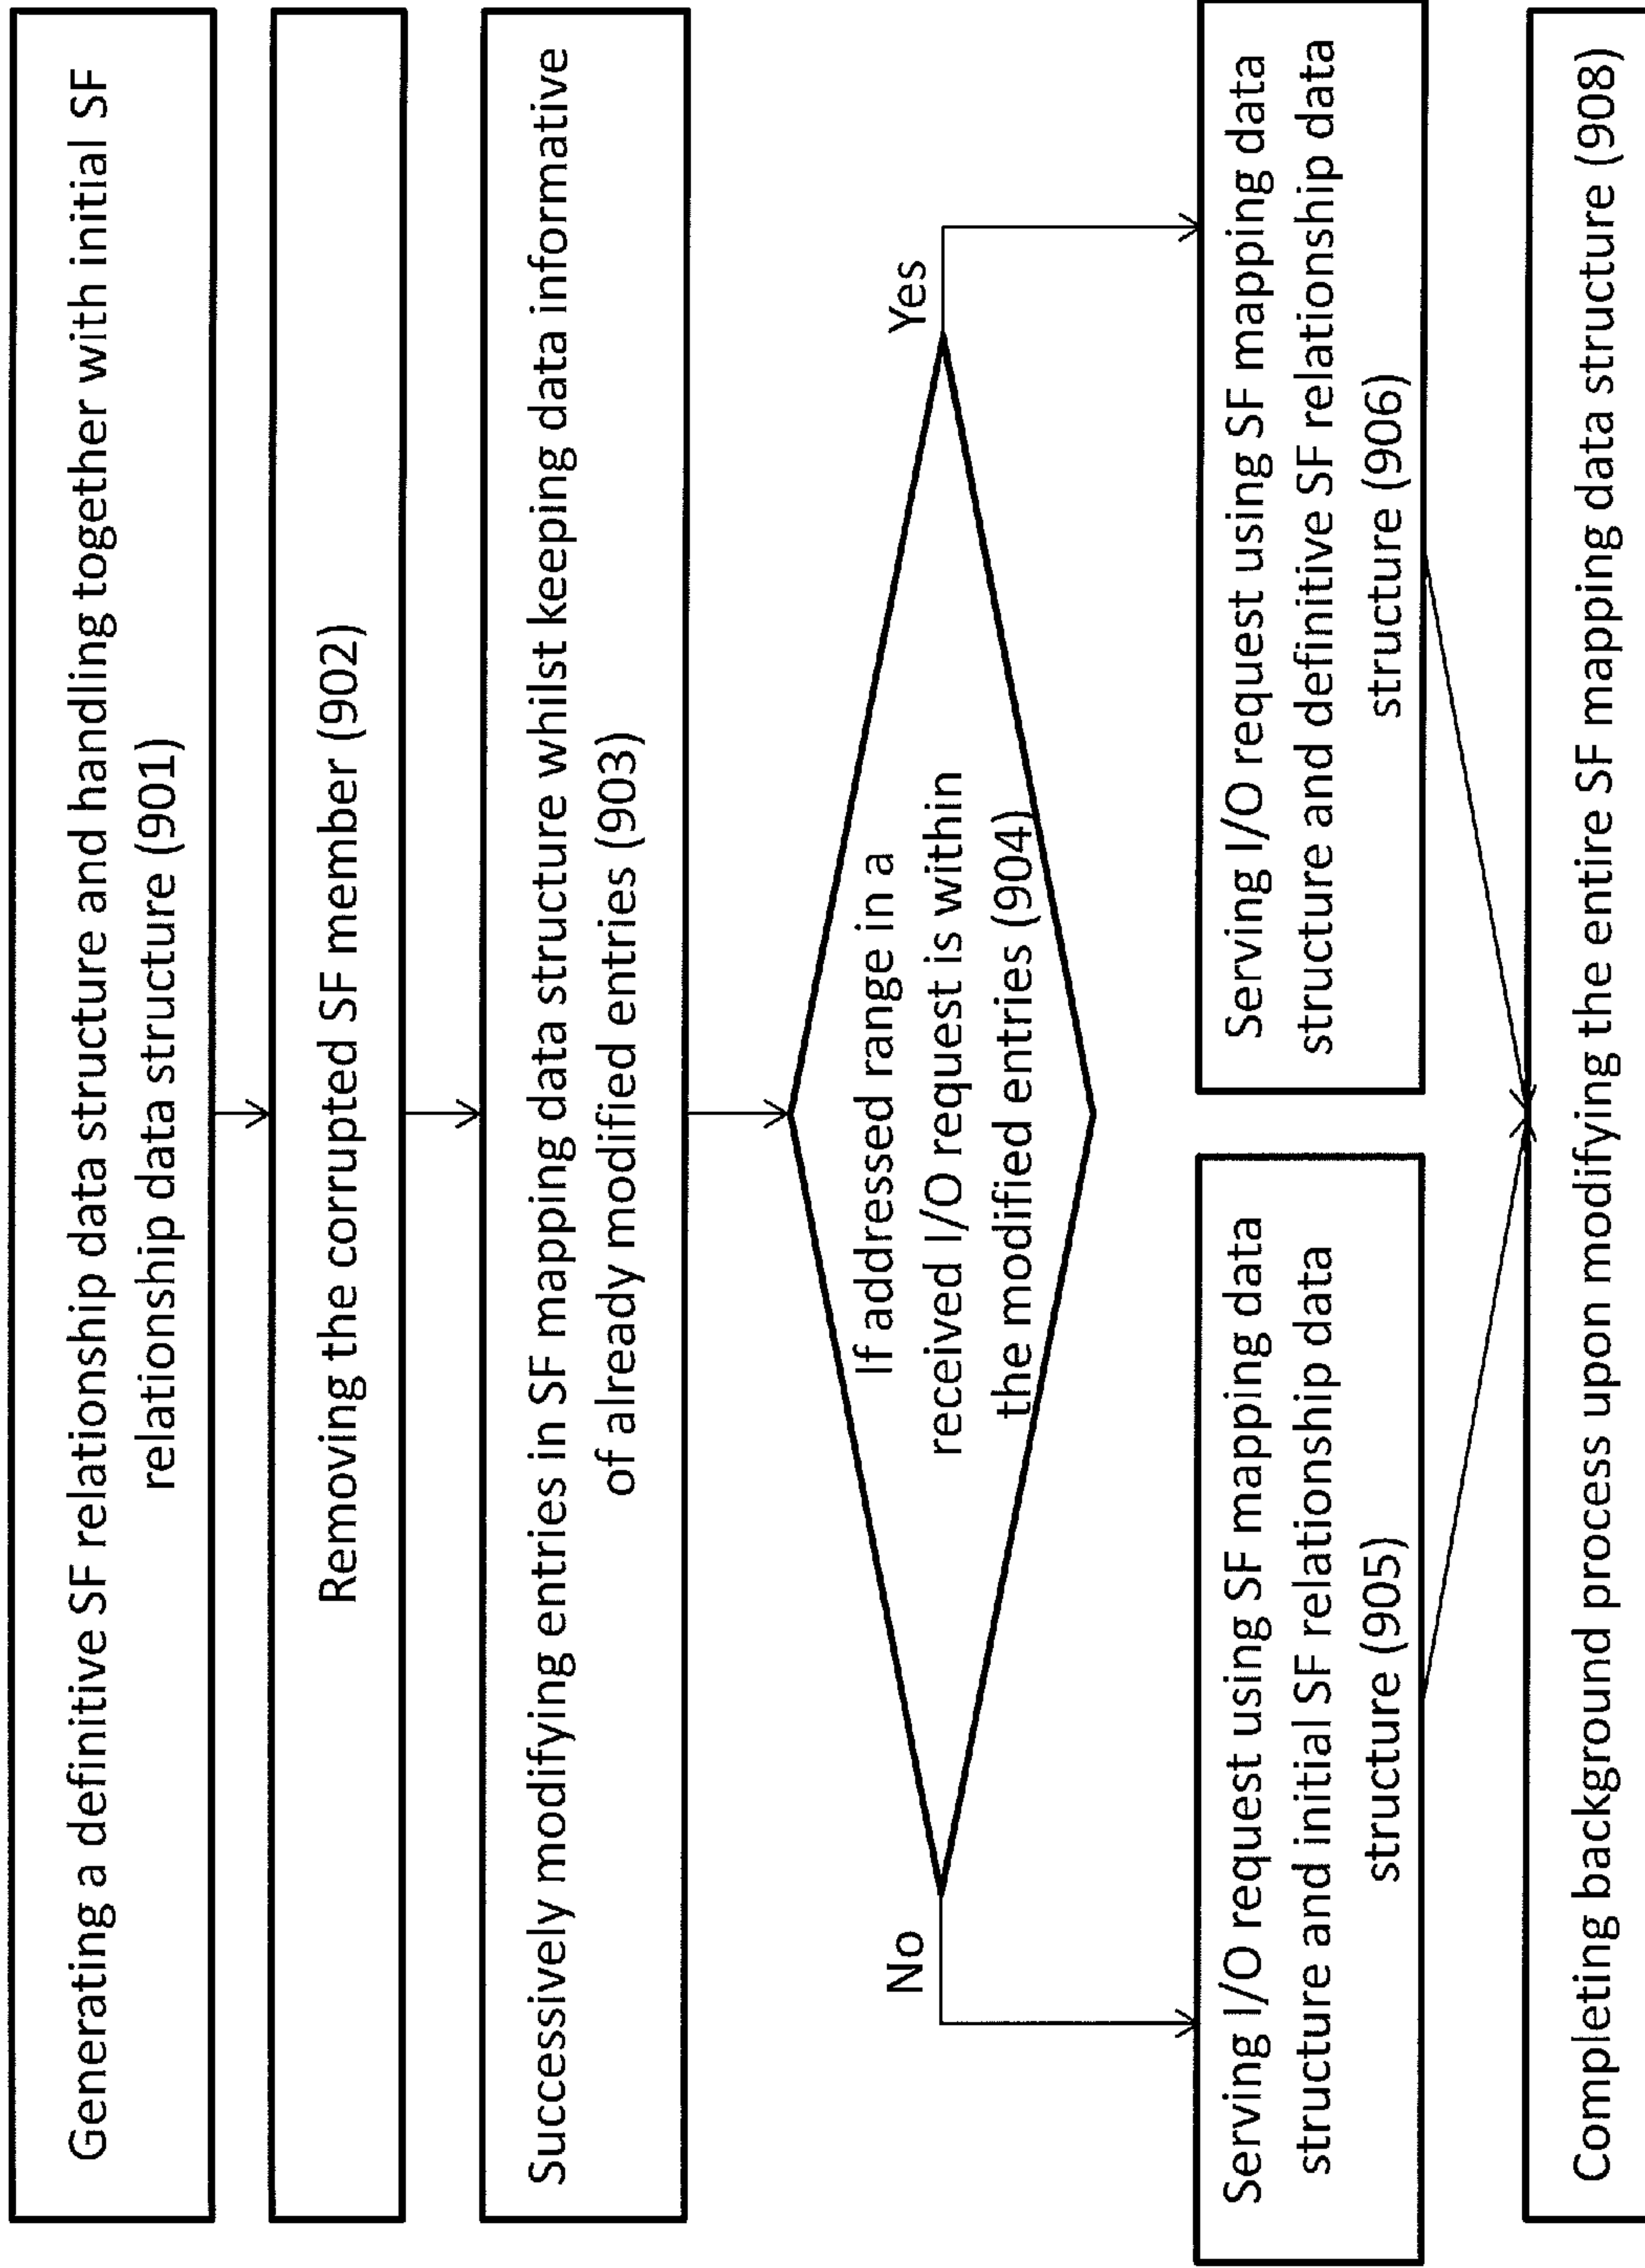 Generating a definitive SF relationship data structure and handling together with initial SF
relationship data structure (901)
Removing the corrupted SF member (902)
Successively modifying entries in SF mapping data structure whilst keeping data informative
of already modified entries (903)
If addressed range in a
received I/O request is within
the modified entries (904)
No
Yes
Serving I/O request using SF mapping data
structure and initial SF relationship data
structure (905)
Serving I/O request using SF mapping data
structure and definitive SF relationship data
structure (906)
Completing background process upon modifying the entire SF mapping data structure (908)